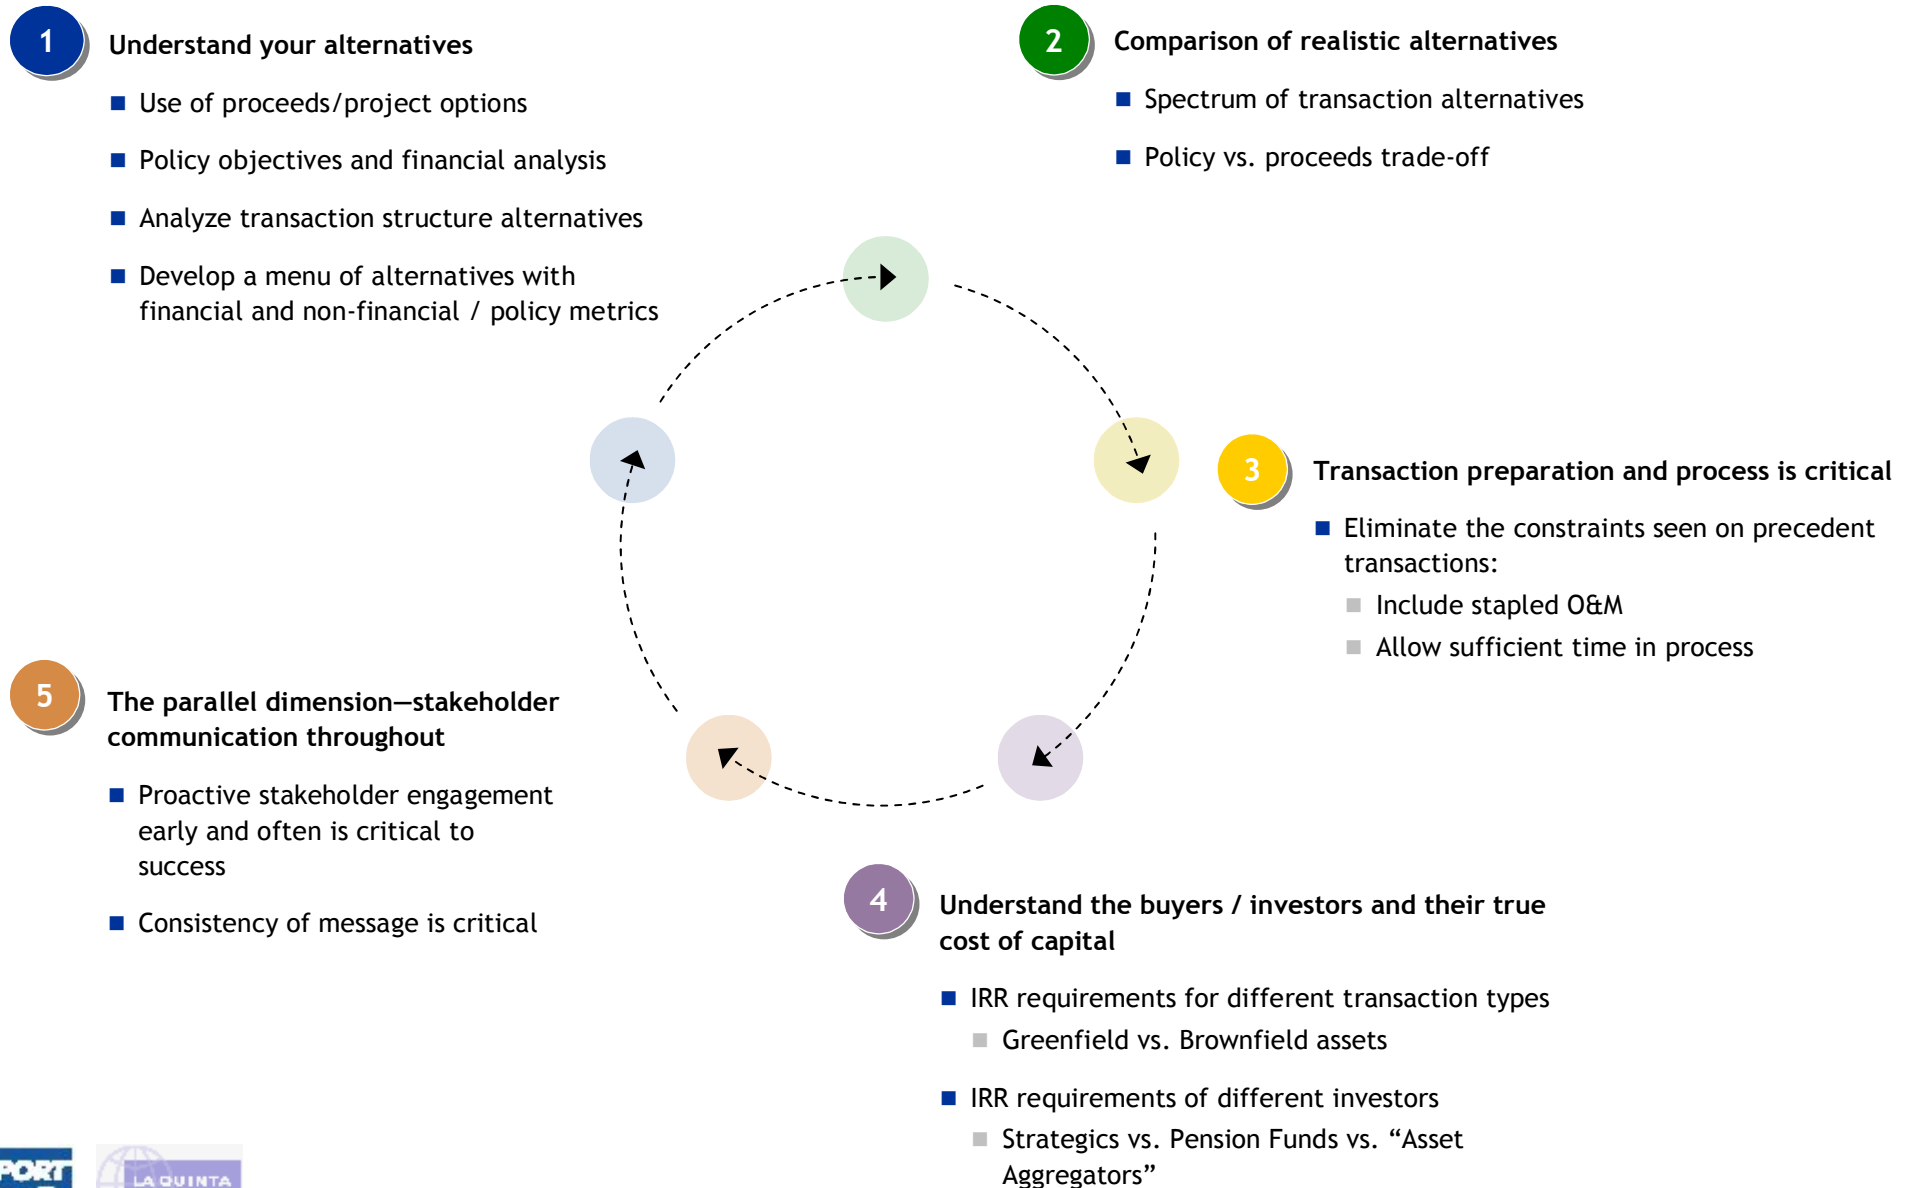 1
Understand your alternatives
Use of proceeds/project options
Policy objectives and financial analysis
Analyze transaction structure alternatives
Develop a menu of alternatives with
financial and non-financial / policy metrics
2
Comparison of realistic alternatives
Spectrum of transaction alternatives
Policy vs. proceeds trade-off
3
Transaction preparation and process is critical
Eliminate the constraints seen on precedent
transactions:
Include stapled O&M
Allow sufficient time in process
5
The parallel dimension—stakeholder
communication throughout
Proactive stakeholder engagement
early and often is critical to
success
Consistency of message is critical
4
Understand the buyers / investors and their true
cost of capital
IRR requirements for different transaction types
Greenfield vs. Brownfield assets
IRR requirements of different investors
Strategics vs. Pension Funds vs. “Asset
Aggregators”
PORT
LA QUINTA